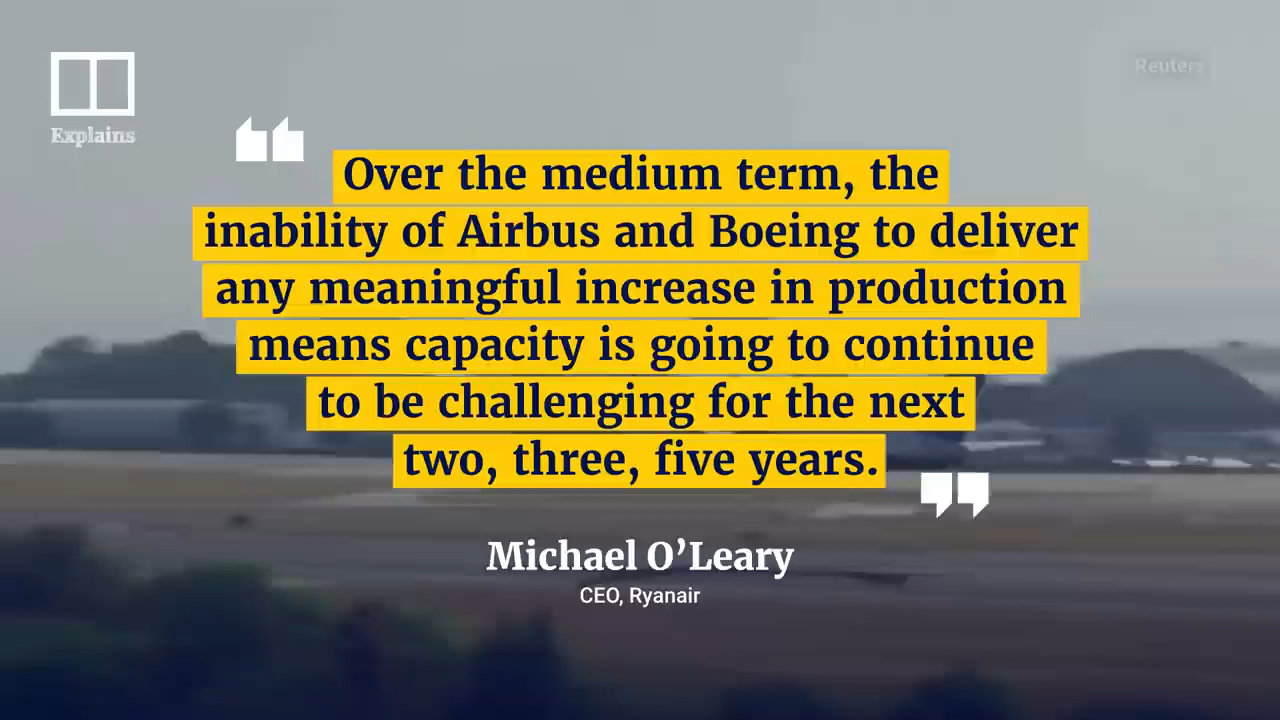 Explains
Reuters
“
Over the medium term, the
inability of Airbus and Boeing to deliver
any meaningful increase in production
means capacity is going to continue
to be challenging for the next
two, three, five years.
”
Michael O’Leary
CEO, Ryanair